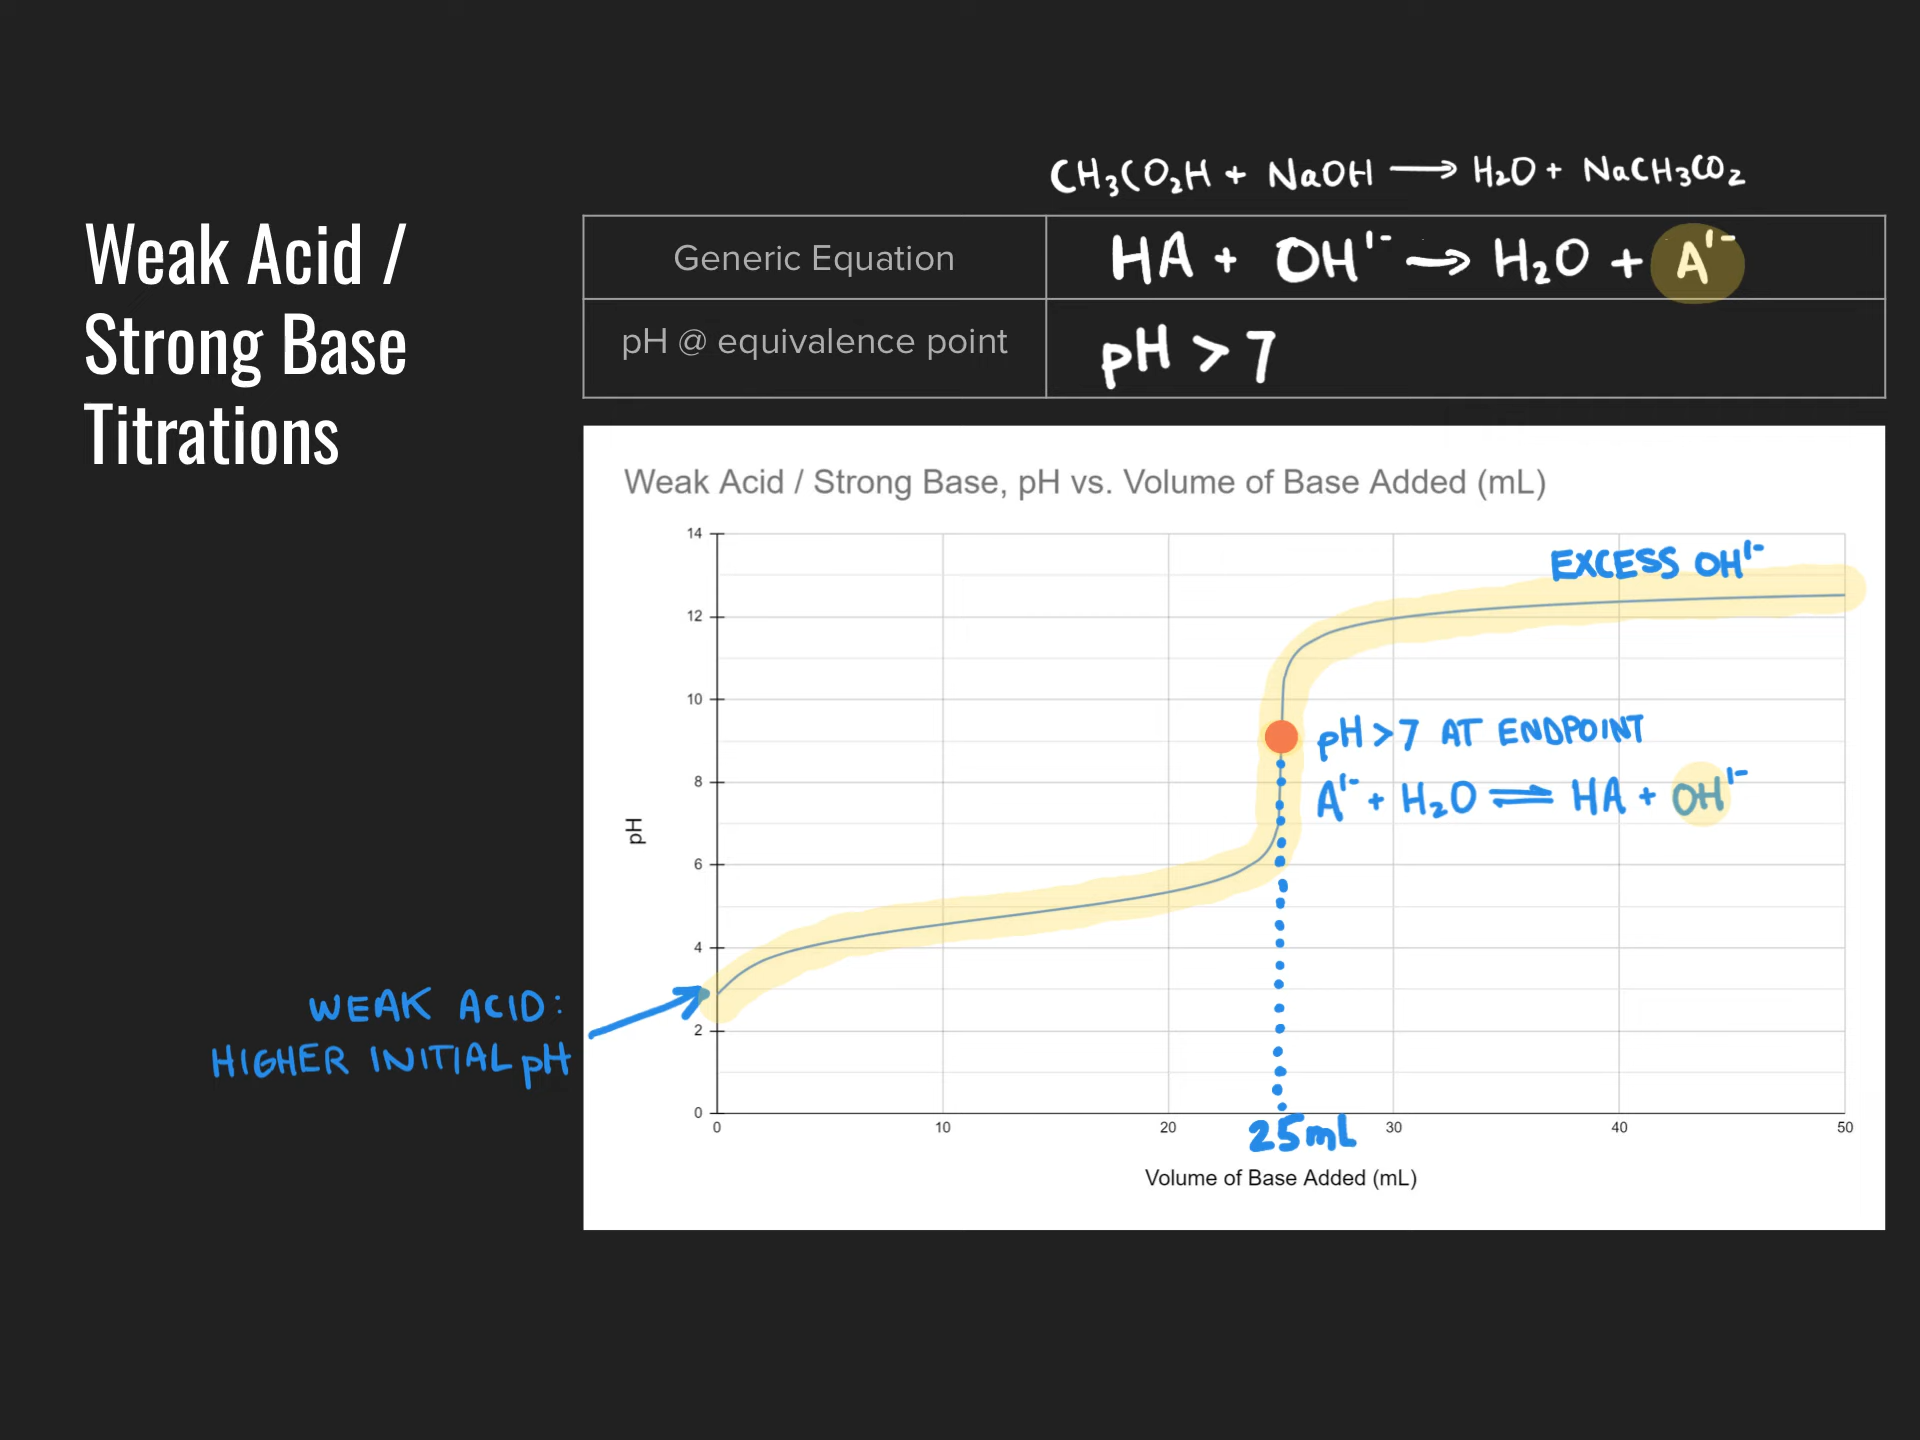 Weak Acid /
Strong Base
Titrations
CH₃CO₂H + NaOH ⟶ H₂O + NaCH₃CO₂
Generic Equation
HA + OH¹⁻ ⟶ H₂O + A¹⁻
pH @ equivalence point
pH > 7
Weak Acid / Strong Base, pH vs. Volume of Base Added (mL)
14
12
10
8
6
4
2
0
pH
EXCESS OH¹⁻
pH > 7 AT ENDPOINT
A¹⁻ + H₂O ⇌ HA + OH¹⁻
WEAK ACID:
HIGHER INITIAL pH
0 10 20 30 40 50
25 mL
Volume of Base Added (mL)